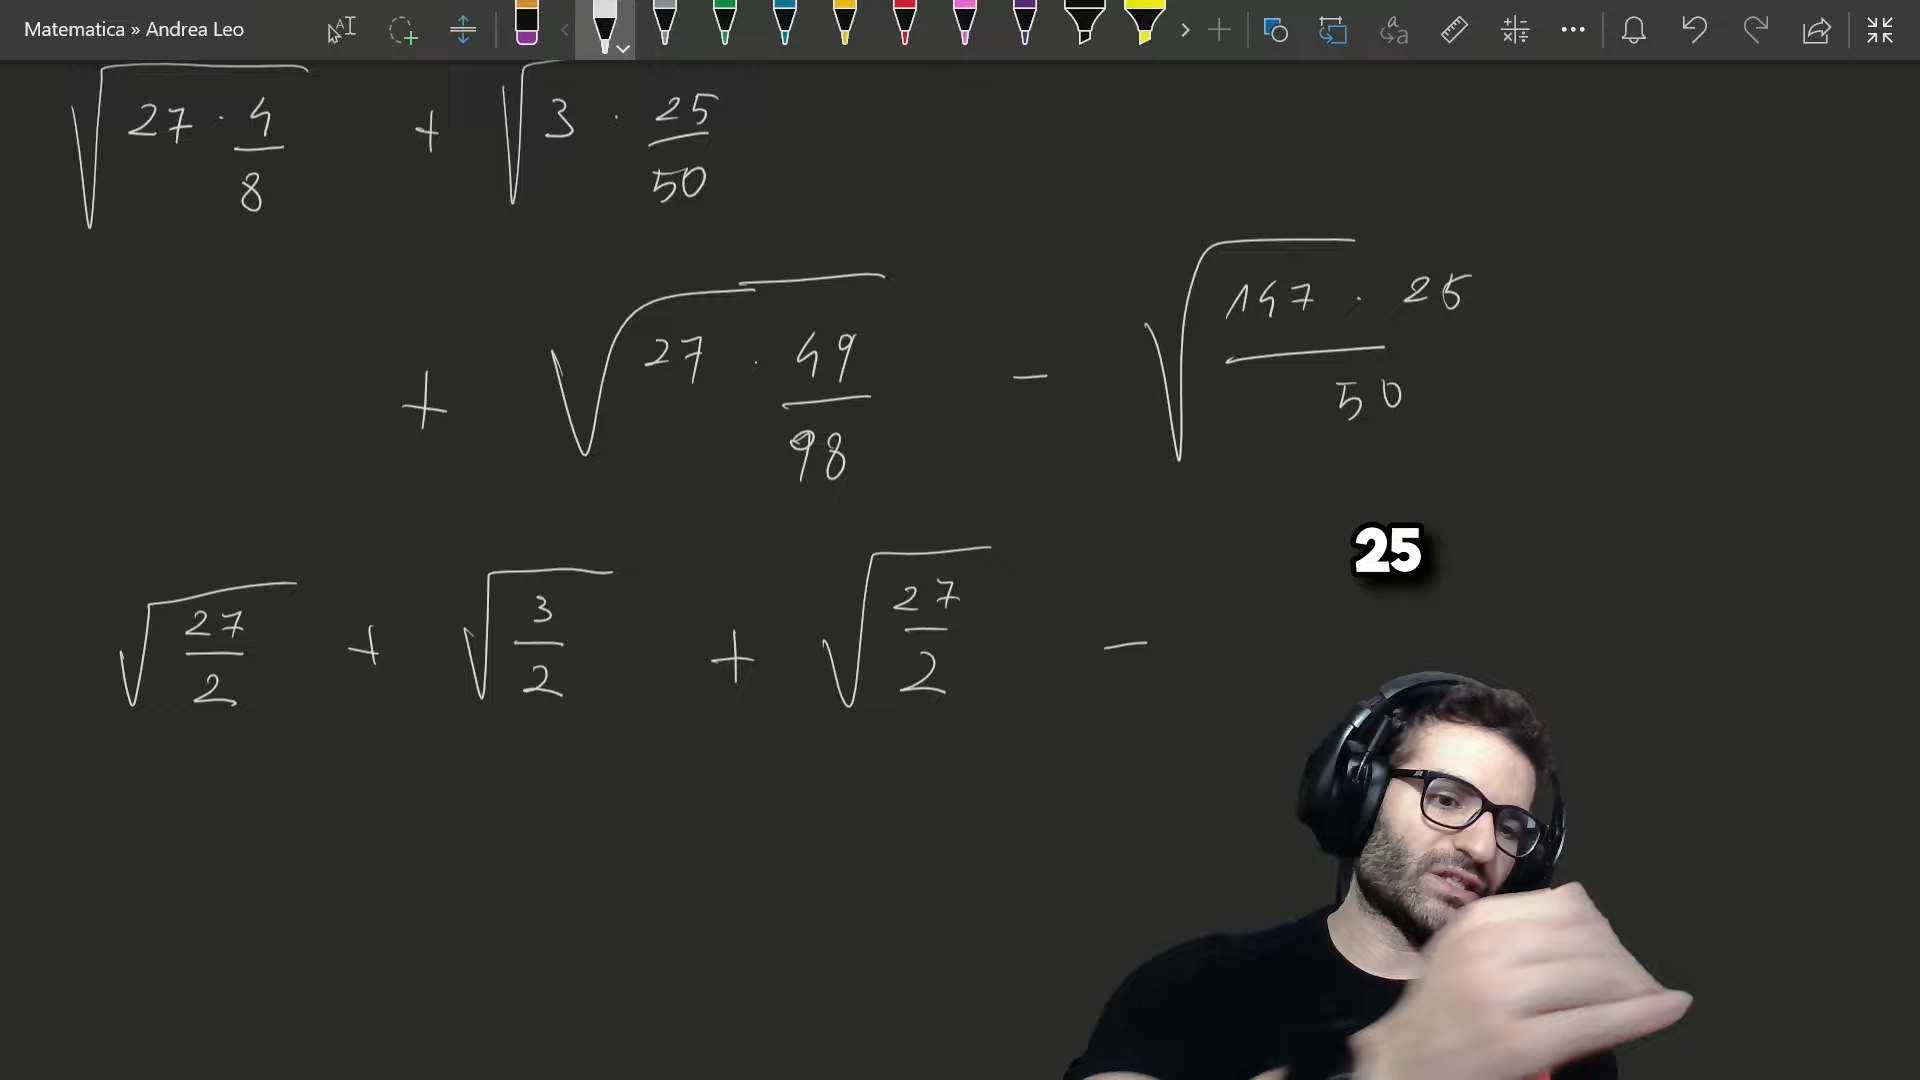 Matematica » Andrea Leo
√(27 · 4/8) + √(3 · 25/50)
+ √(27 · 49/98) - √(147 · 25/50)
25
√(27/2) + √(3/2) + √(27/2) -